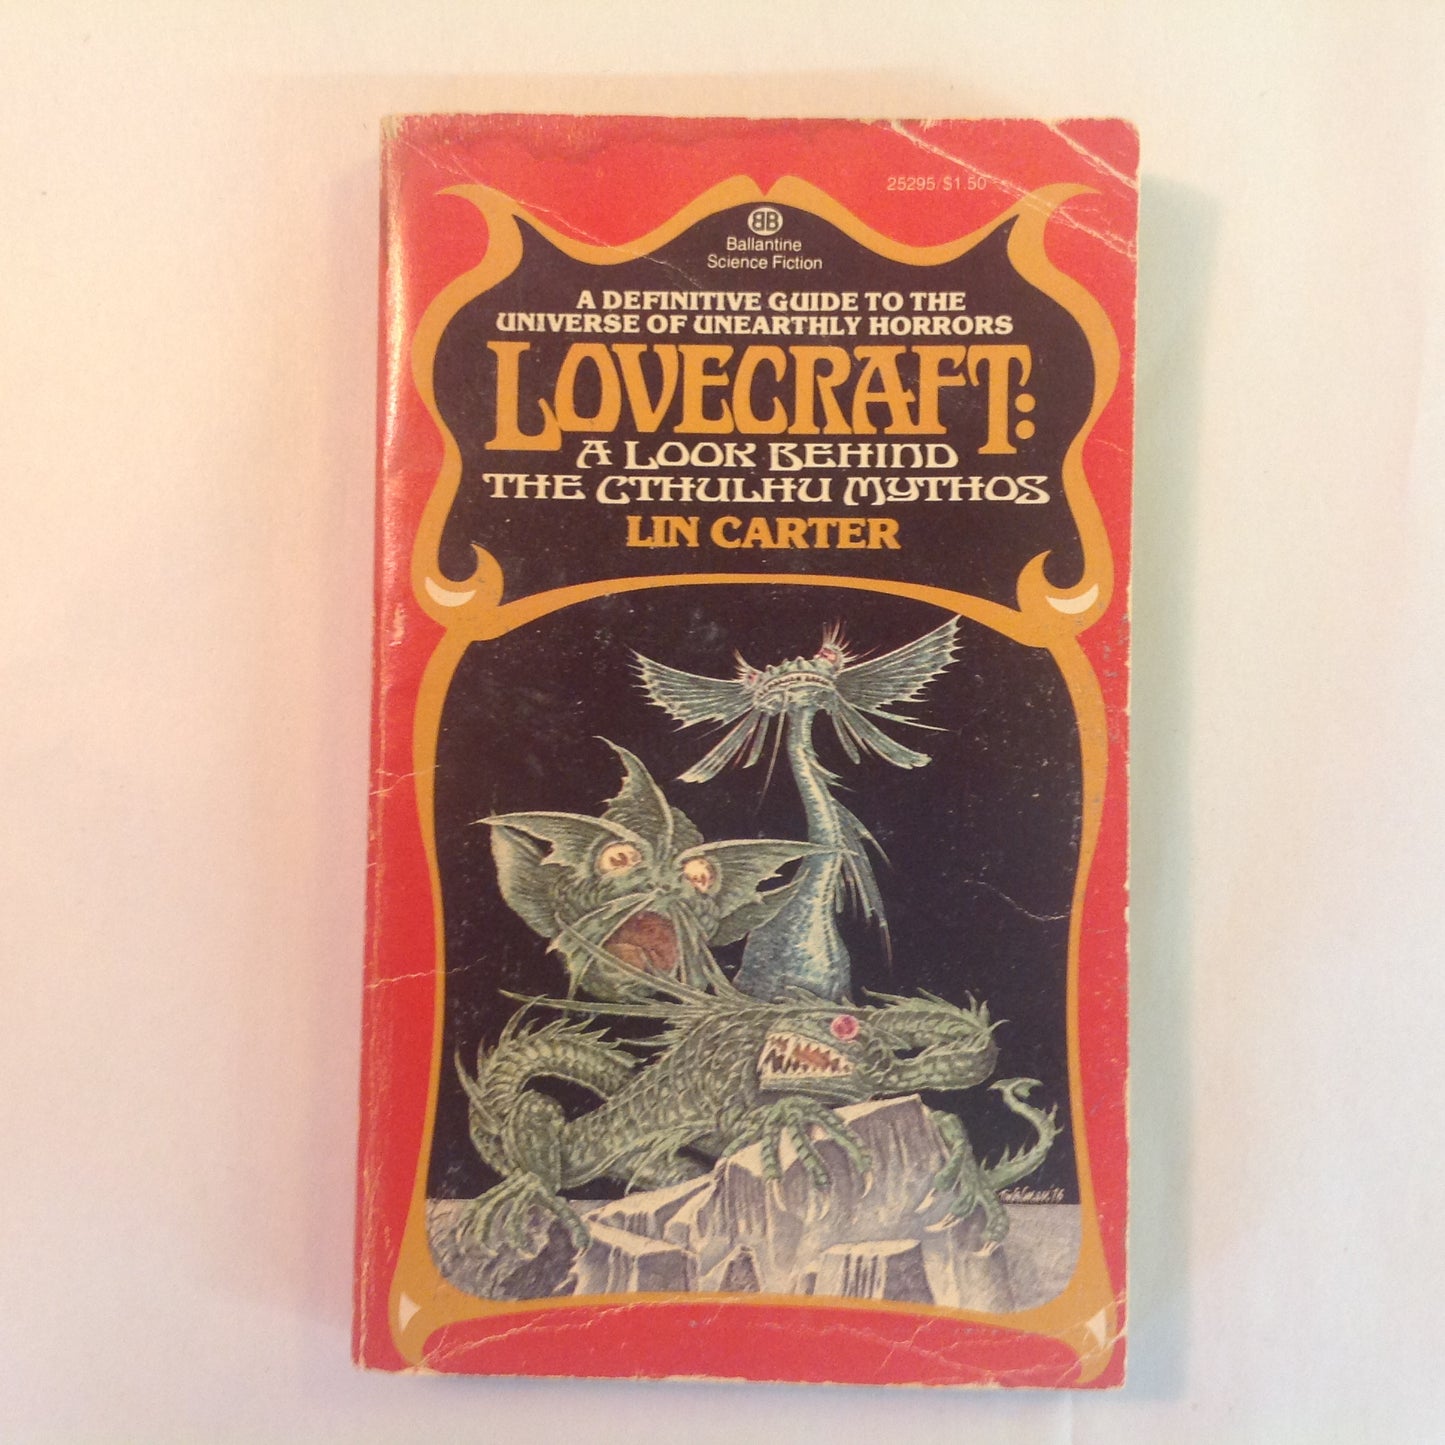 25295/$1.50
BB
Ballantine
Science Fiction
A DEFINITIVE GUIDE TO THE
UNIVERSE OF UNEARTHLY HORRORS
LOVECRAFT:
A LOOK BEHIND
THE CTHULHU MYTHOS
LIN CARTER